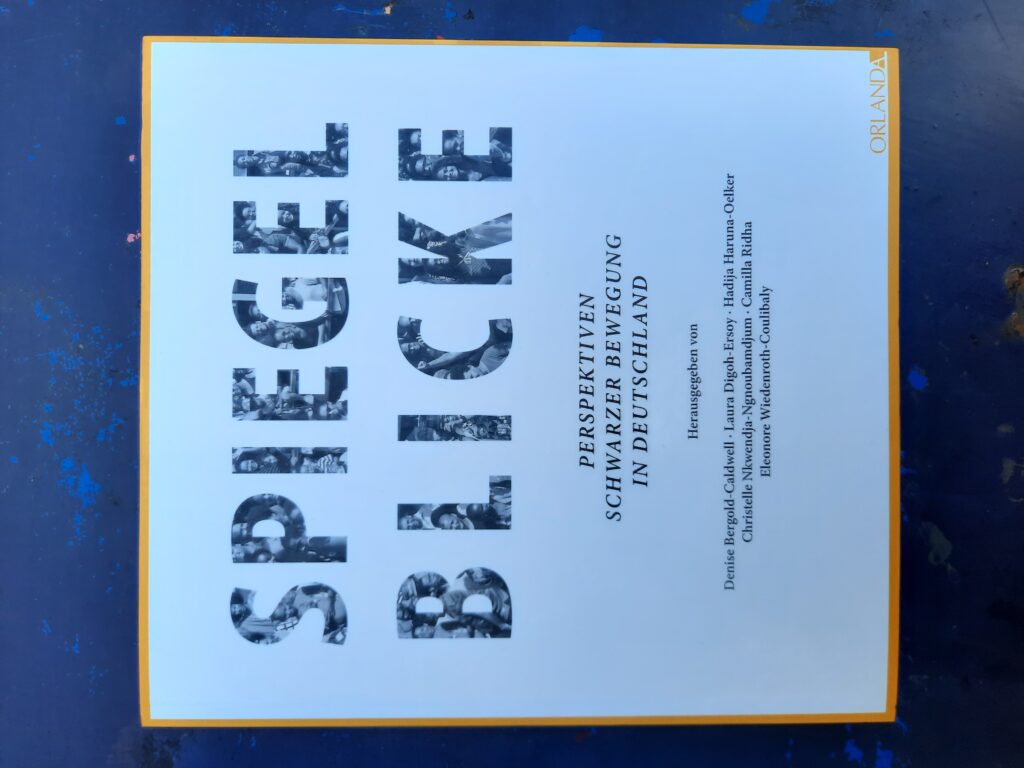 SPIEGEL
BLICKE
PERSPEKTIVEN
SCHWARZER BEWEGUNG
IN DEUTSCHLAND
Herausgegeben von
Denise Bergold-Caldwell · Laura Digoh-Ersoy · Hadija Haruna-Oelker
Christelle Nkwendja-Ngnoubamdjum · Camilla Ridha
Eleonore Wiedenroth-Coulibaly
ORLANDA